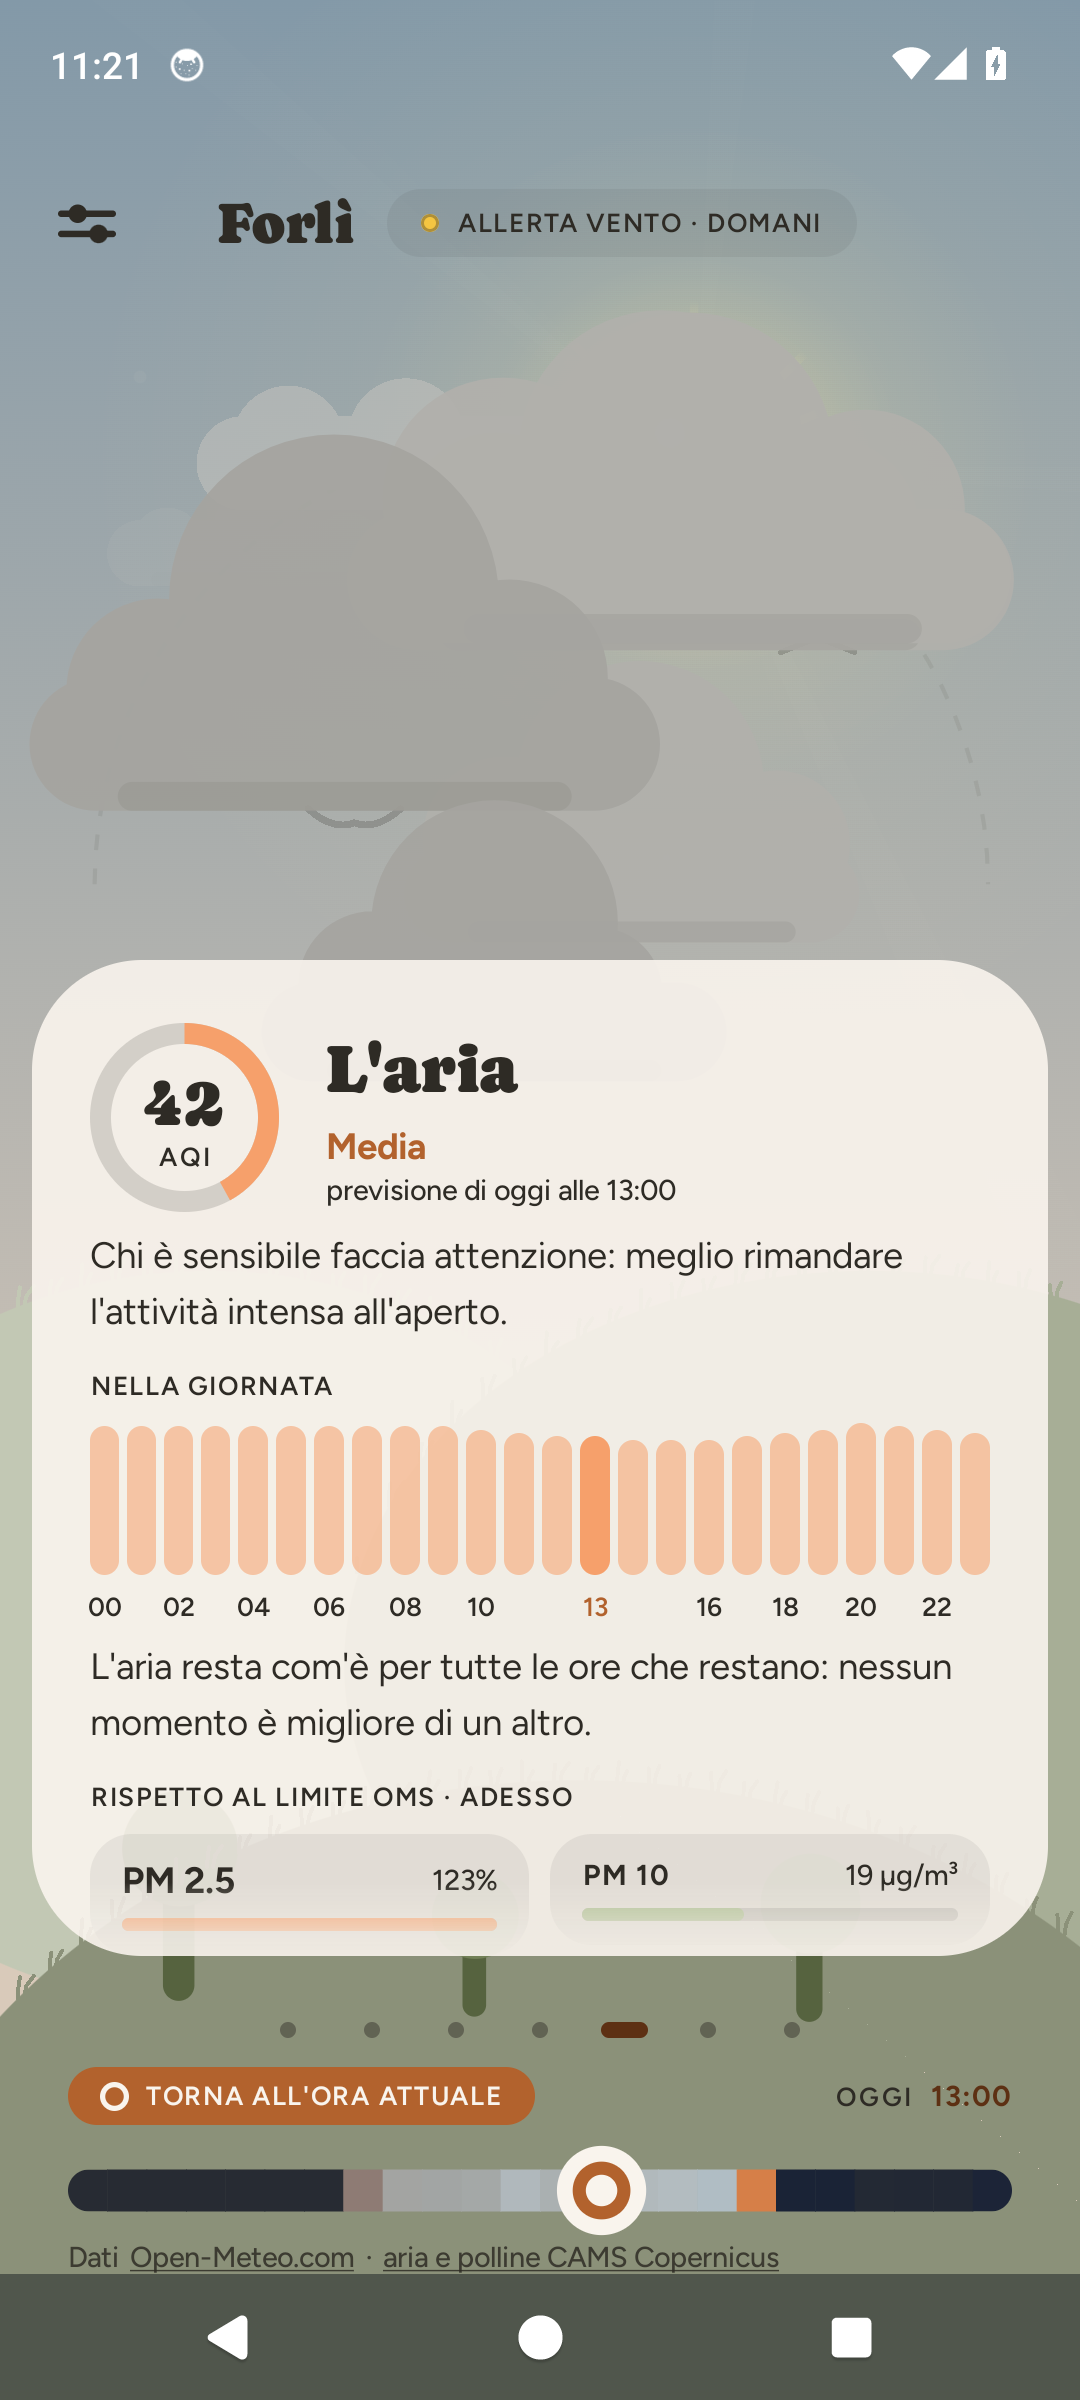 11:21
Forlì
ALLERTA VENTO · DOMANI
42
AQI
L'aria
Media
previsione di oggi alle 13:00
Chi è sensibile faccia attenzione: meglio rimandare
l'attività intensa all'aperto.
NELLA GIORNATA
00 02 04 06 08 10 13 16 18 20 22
L'aria resta com'è per tutte le ore che restano: nessun
momento è migliore di un altro.
RISPETTO AL LIMITE OMS · ADESSO
PM 2.5 123%
PM 10 19 µg/m³
TORNA ALL'ORA ATTUALE
OGGI 13:00
Dati Open-Meteo.com · aria e polline CAMS Copernicus